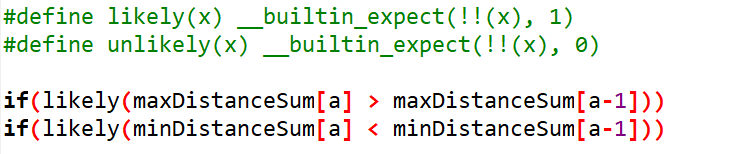 #define likely(x) __builtin_expect(!!(x), 1)
#define unlikely(x) __builtin_expect(!!(x), 0)
if(likely(maxDistanceSum[a] > maxDistanceSum[a-1]))
if(likely(minDistanceSum[a] < minDistanceSum[a-1]))